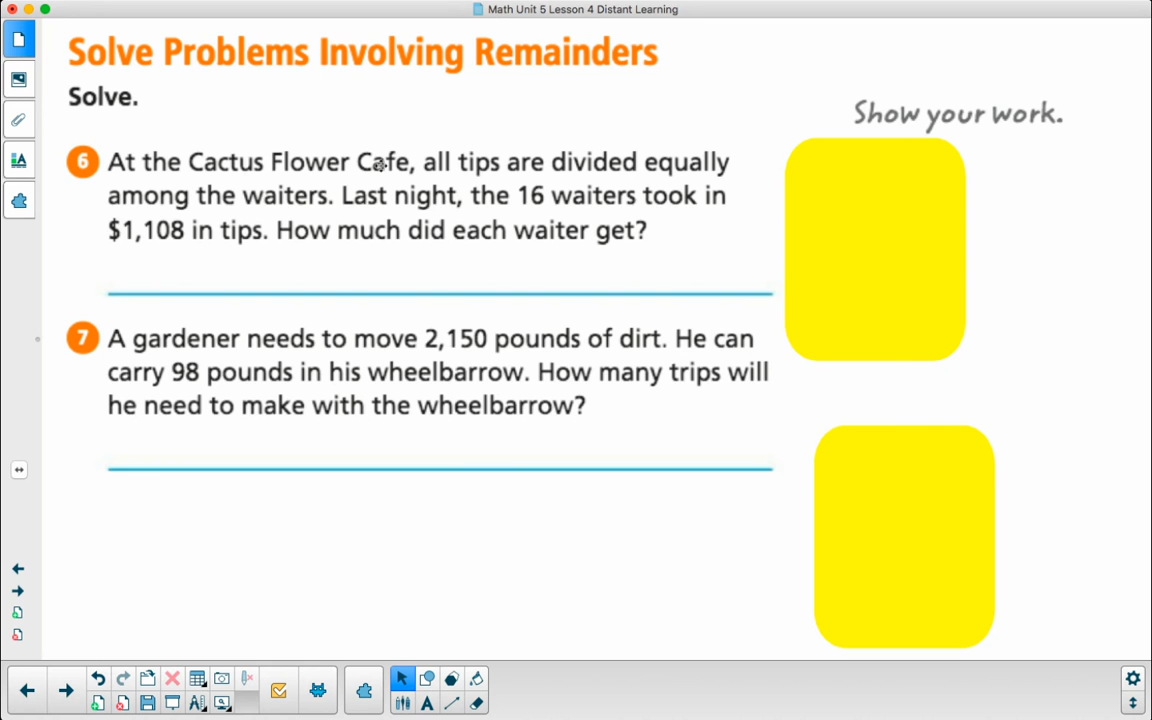 Math Unit 5 Lesson 4 Distant Learning
Solve Problems Involving Remainders
Solve.
Show your work.
6 At the Cactus Flower Cafe, all tips are divided equally
among the waiters. Last night, the 16 waiters took in
$1,108 in tips. How much did each waiter get?
7 A gardener needs to move 2,150 pounds of dirt. He can
carry 98 pounds in his wheelbarrow. How many trips will
he need to make with the wheelbarrow?